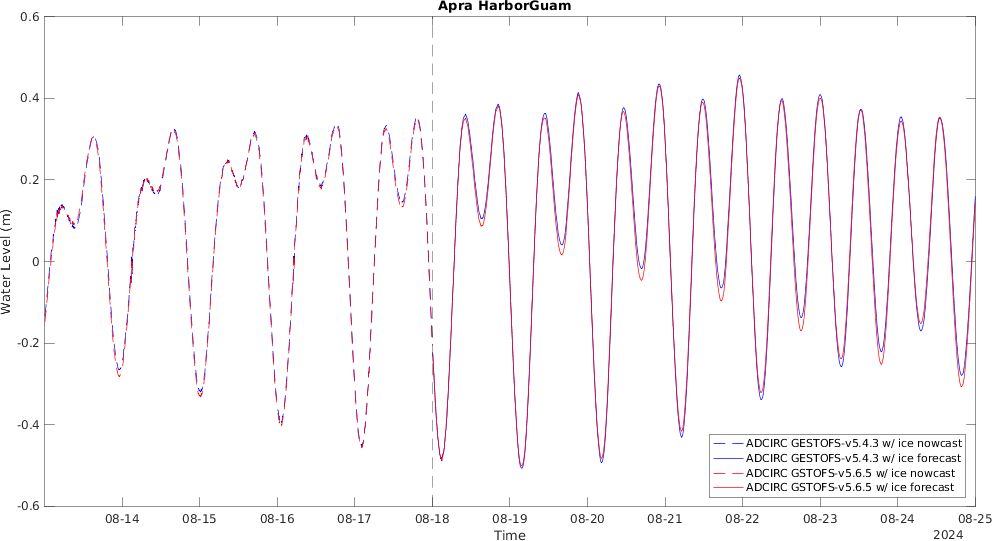 Apra HarborGuam
0.6
0.4
0.2
0
-0.2
-0.4
-0.6
Water Level (m)
08-14
08-15
08-16
08-17
08-18
08-19
08-20
08-21
08-22
08-23
08-24
08-25
Time
2024
ADCIRC GESTOFS-v5.4.3 w/ ice nowcast
ADCIRC GESTOFS-v5.4.3 w/ ice forecast
ADCIRC GSTOFS-v5.6.5 w/ ice nowcast
ADCIRC GSTOFS-v5.6.5 w/ ice forecast